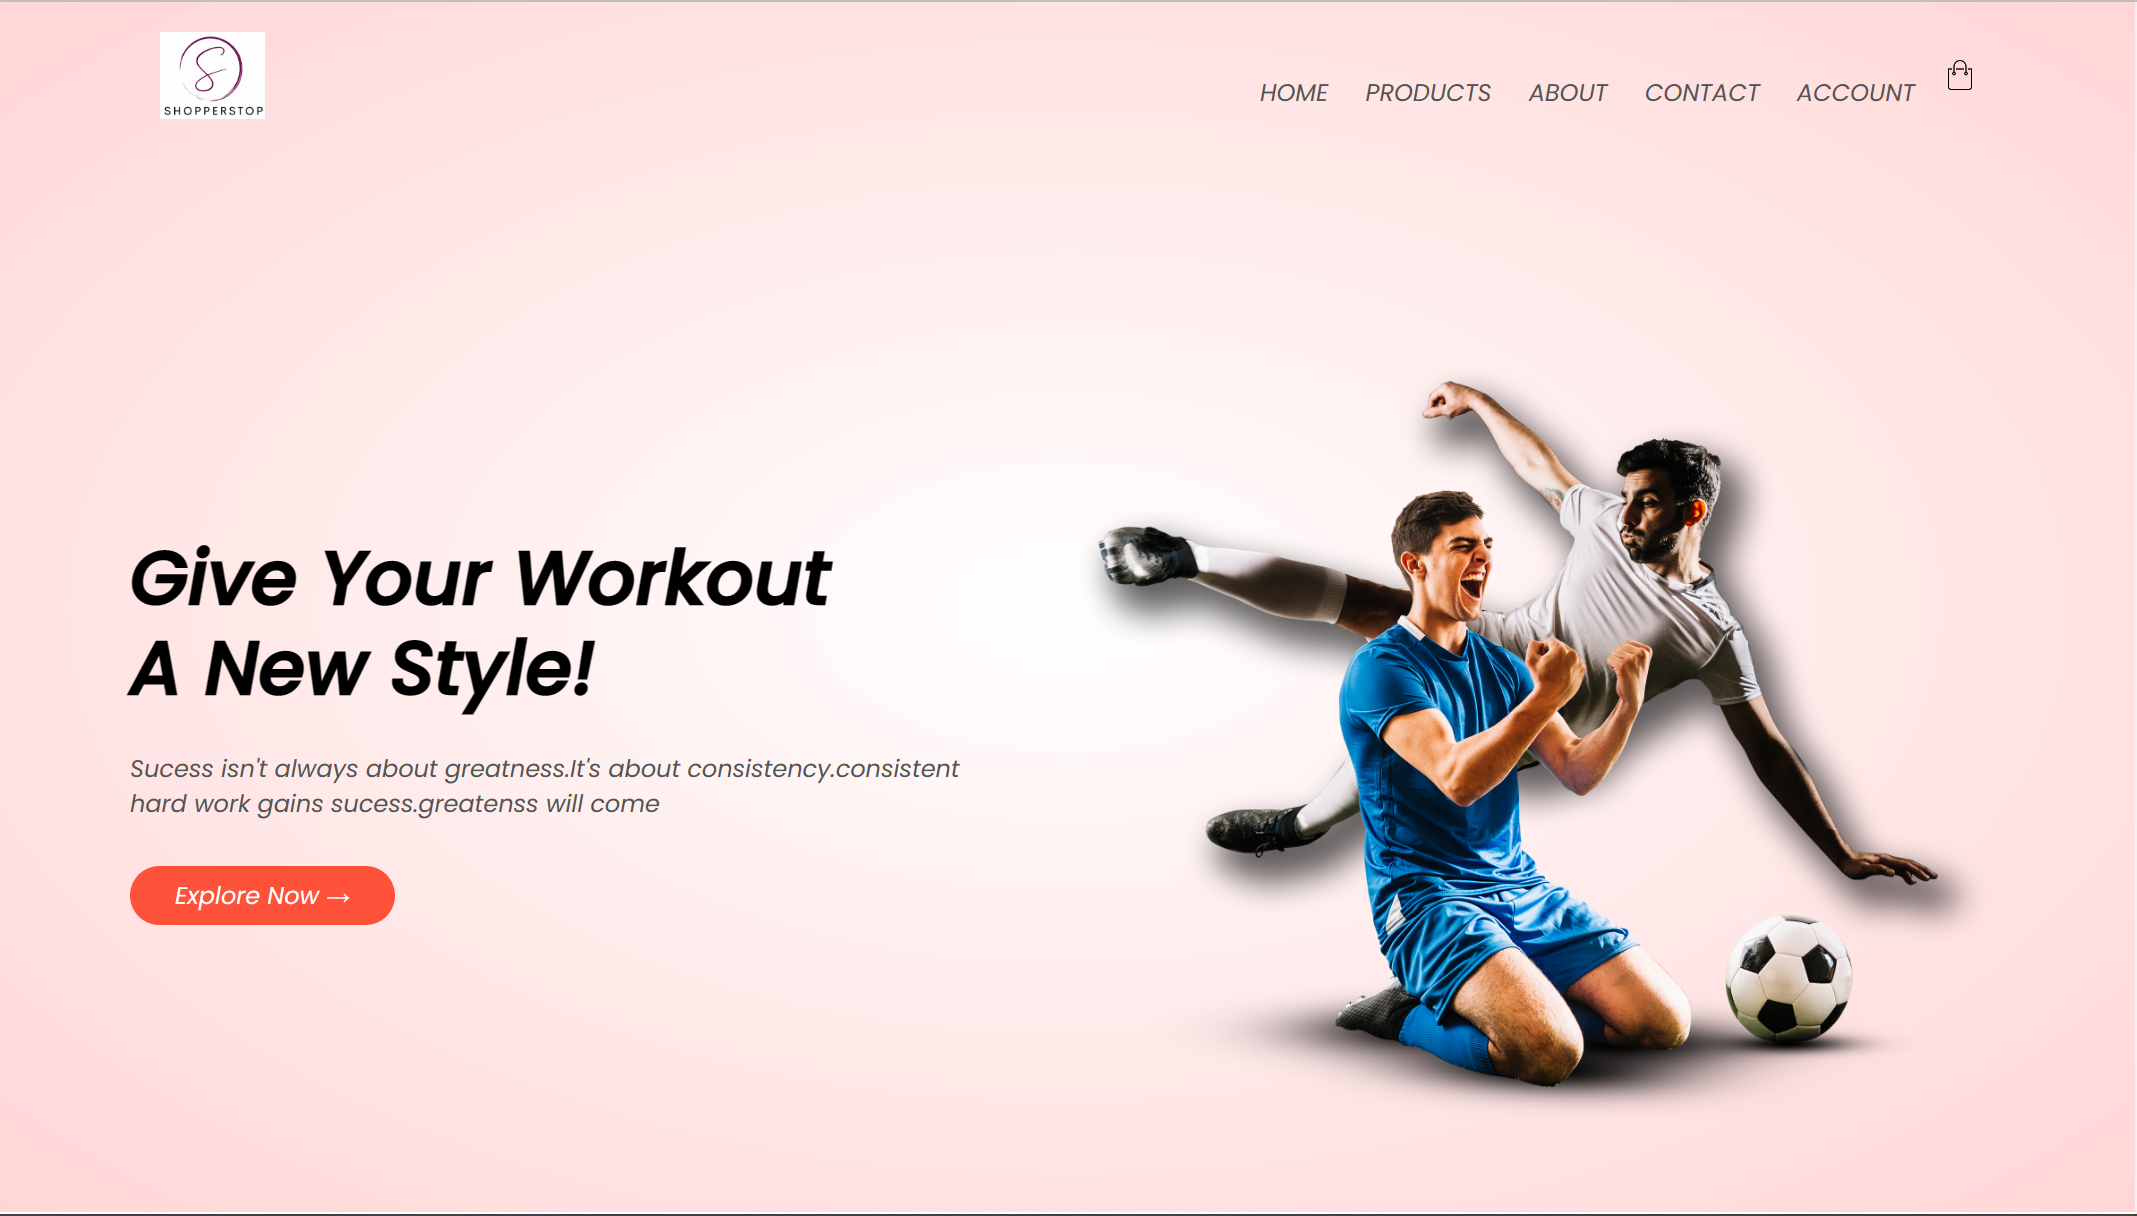 SHOPPERSTOP
HOME PRODUCTS ABOUT CONTACT ACCOUNT
Give Your Workout
A New Style!
Sucess isn't always about greatness.It's about consistency.consistent
hard work gains sucess.greatenss will come
Explore Now →